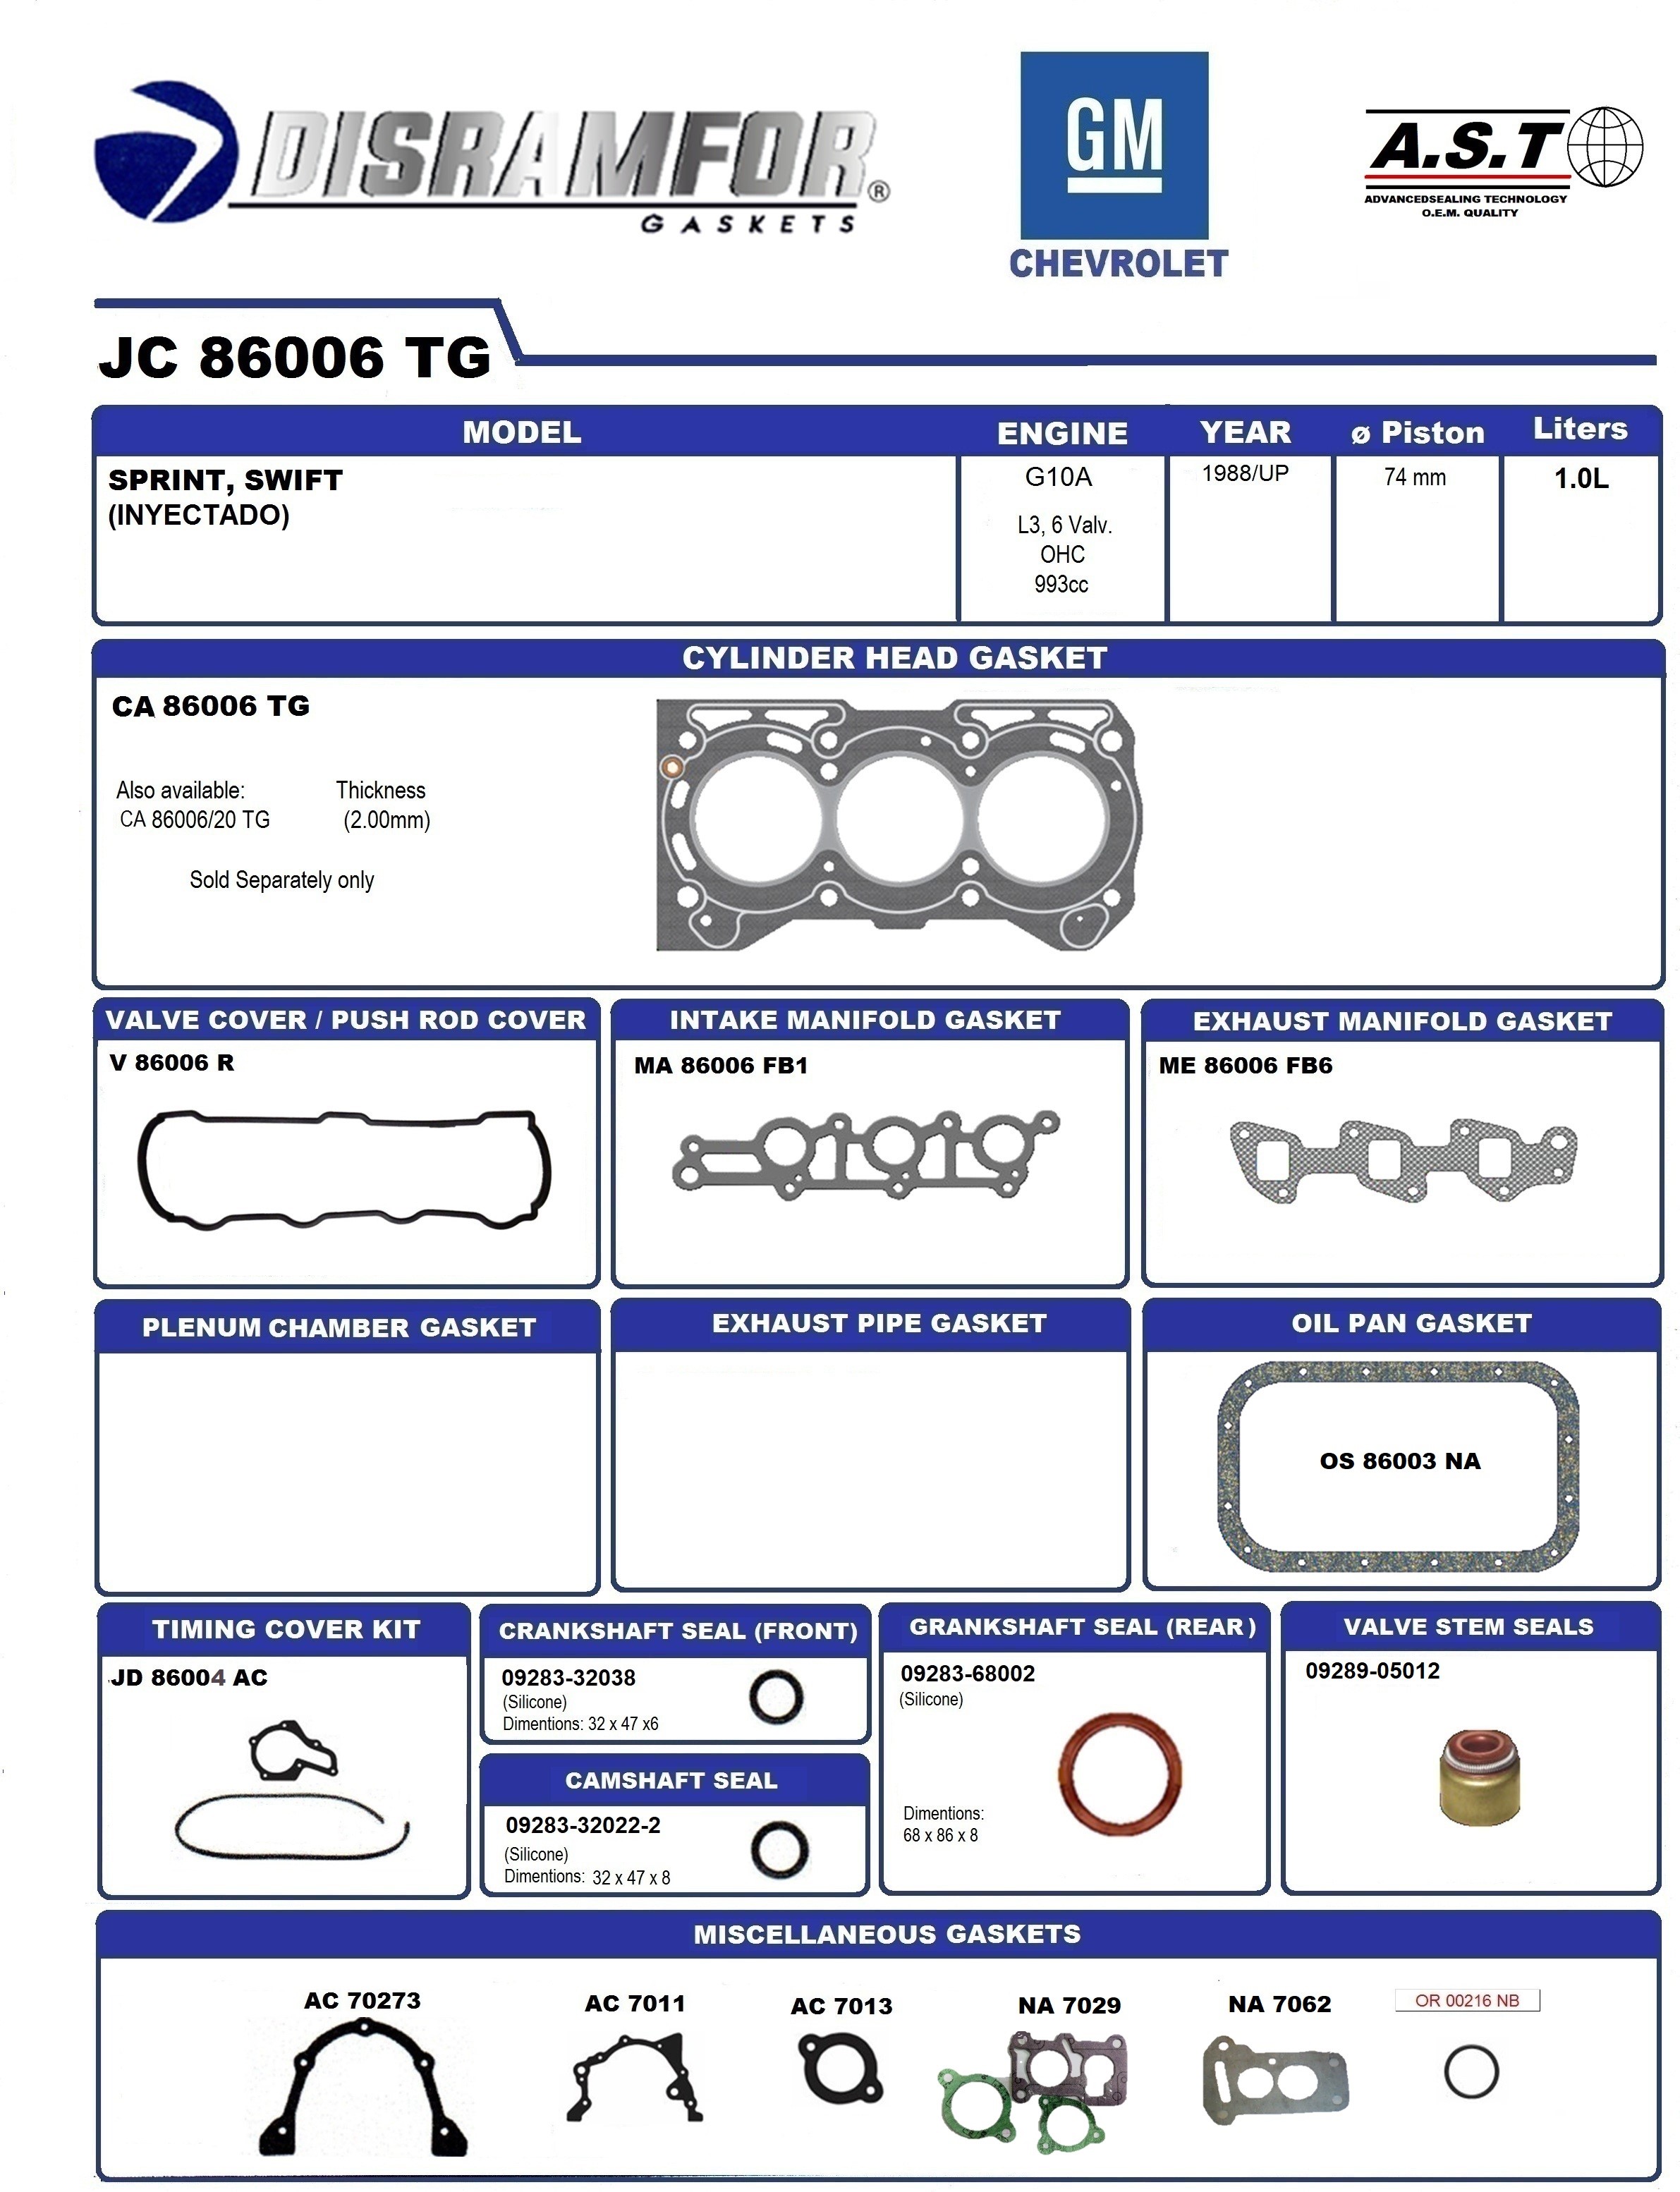 DISRAMFOR®
GASKETS
GM
CHEVROLET
A.S.T
ADVANCEDSEALING TECHNOLOGY
O.E.M. QUALITY
JC 86006 TG
MODEL
ENGINE
YEAR
ø Piston
Liters
SPRINT, SWIFT
(INYECTADO)
G10A
L3, 6 Valv.
OHC
993cc
1988/UP
74 mm
1.0L
CYLINDER HEAD GASKET
CA 86006 TG
Also available: Thickness
CA 86006/20 TG (2.00mm)
Sold Separately only
VALVE COVER / PUSH ROD COVER
V 86006 R
INTAKE MANIFOLD GASKET
MA 86006 FB1
EXHAUST MANIFOLD GASKET
ME 86006 FB6
PLENUM CHAMBER GASKET
EXHAUST PIPE GASKET
OIL PAN GASKET
OS 86003 NA
TIMING COVER KIT
JD 86004 AC
CRANKSHAFT SEAL (FRONT)
09283-32038
(Silicone)
Dimentions: 32 x 47 x6
CAMSHAFT SEAL
09283-32022-2
(Silicone)
Dimentions: 32 x 47 x 8
GRANKSHAFT SEAL (REAR)
09283-68002
(Silicone)
Dimentions:
68 x 86 x 8
VALVE STEM SEALS
09289-05012
MISCELLANEOUS GASKETS
AC 70273
AC 7011
AC 7013
NA 7029
NA 7062
OR 00216 NB